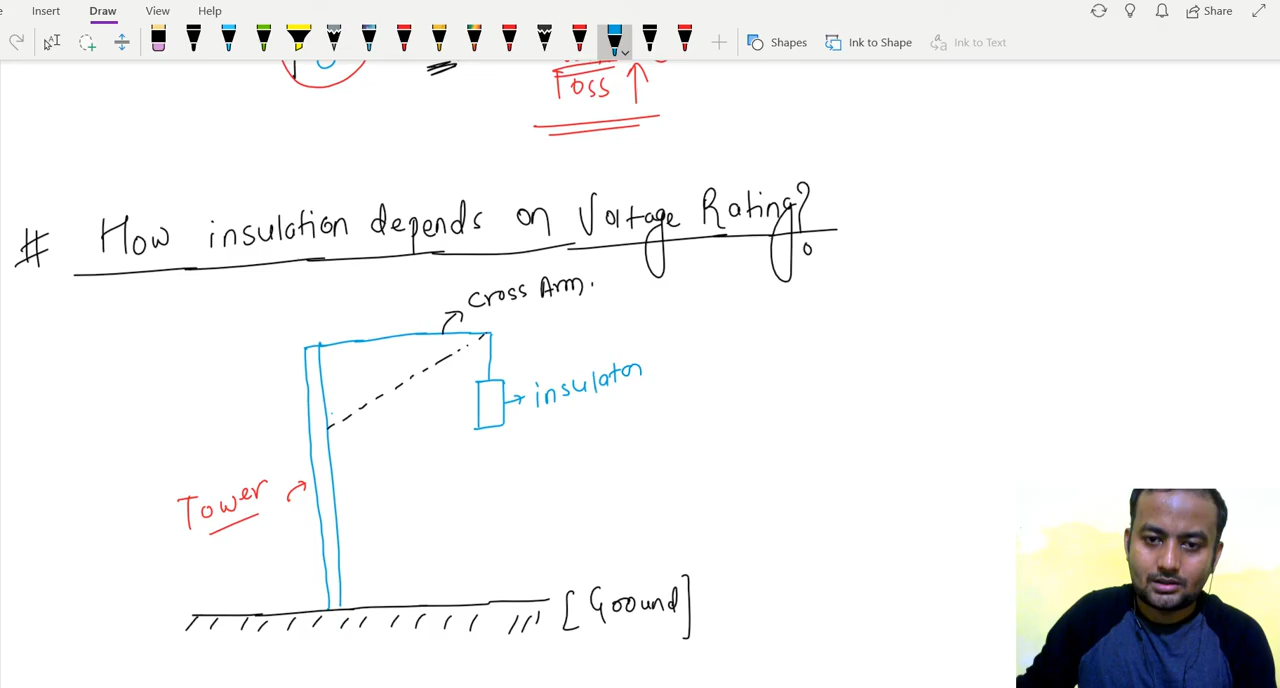 Insert Draw View Help
Share
Shapes Ink to Shape Ink to Text
loss
# How insulation depends on Voltage Rating?
Cross Arm.
insulator
Tower
[Ground]